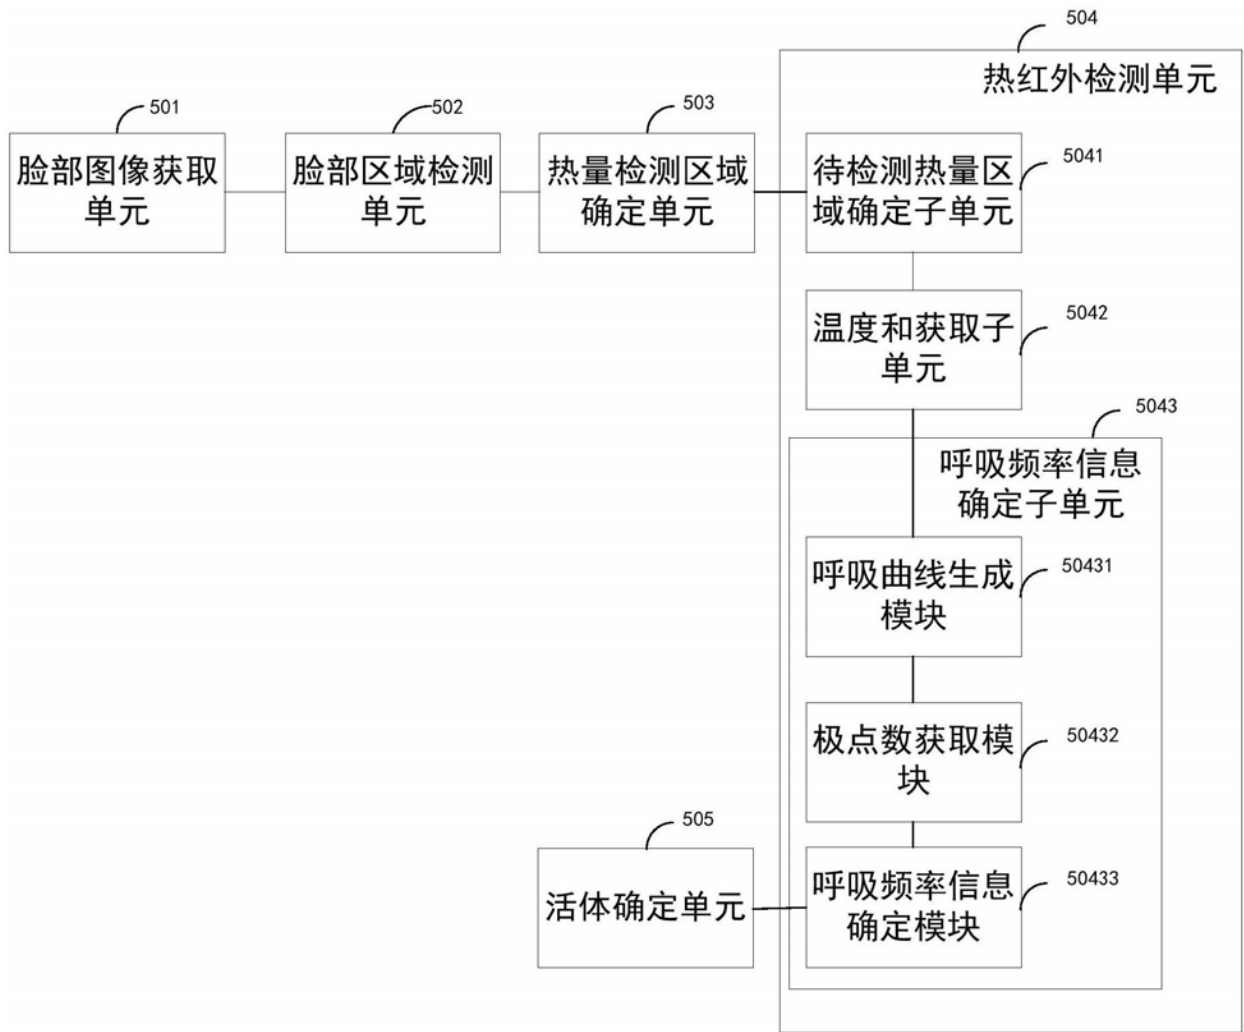 504
热红外检测单元
501
脸部图像获取
单元
502
脸部区域检测
单元
503
热量检测区域
确定单元
5041
待检测热量区
域确定子单元
5042
温度和获取子
单元
5043
呼吸频率信息
确定子单元
50431
呼吸曲线生成
模块
50432
极点数获取模
块
50433
呼吸频率信息
确定模块
505
活体确定单元